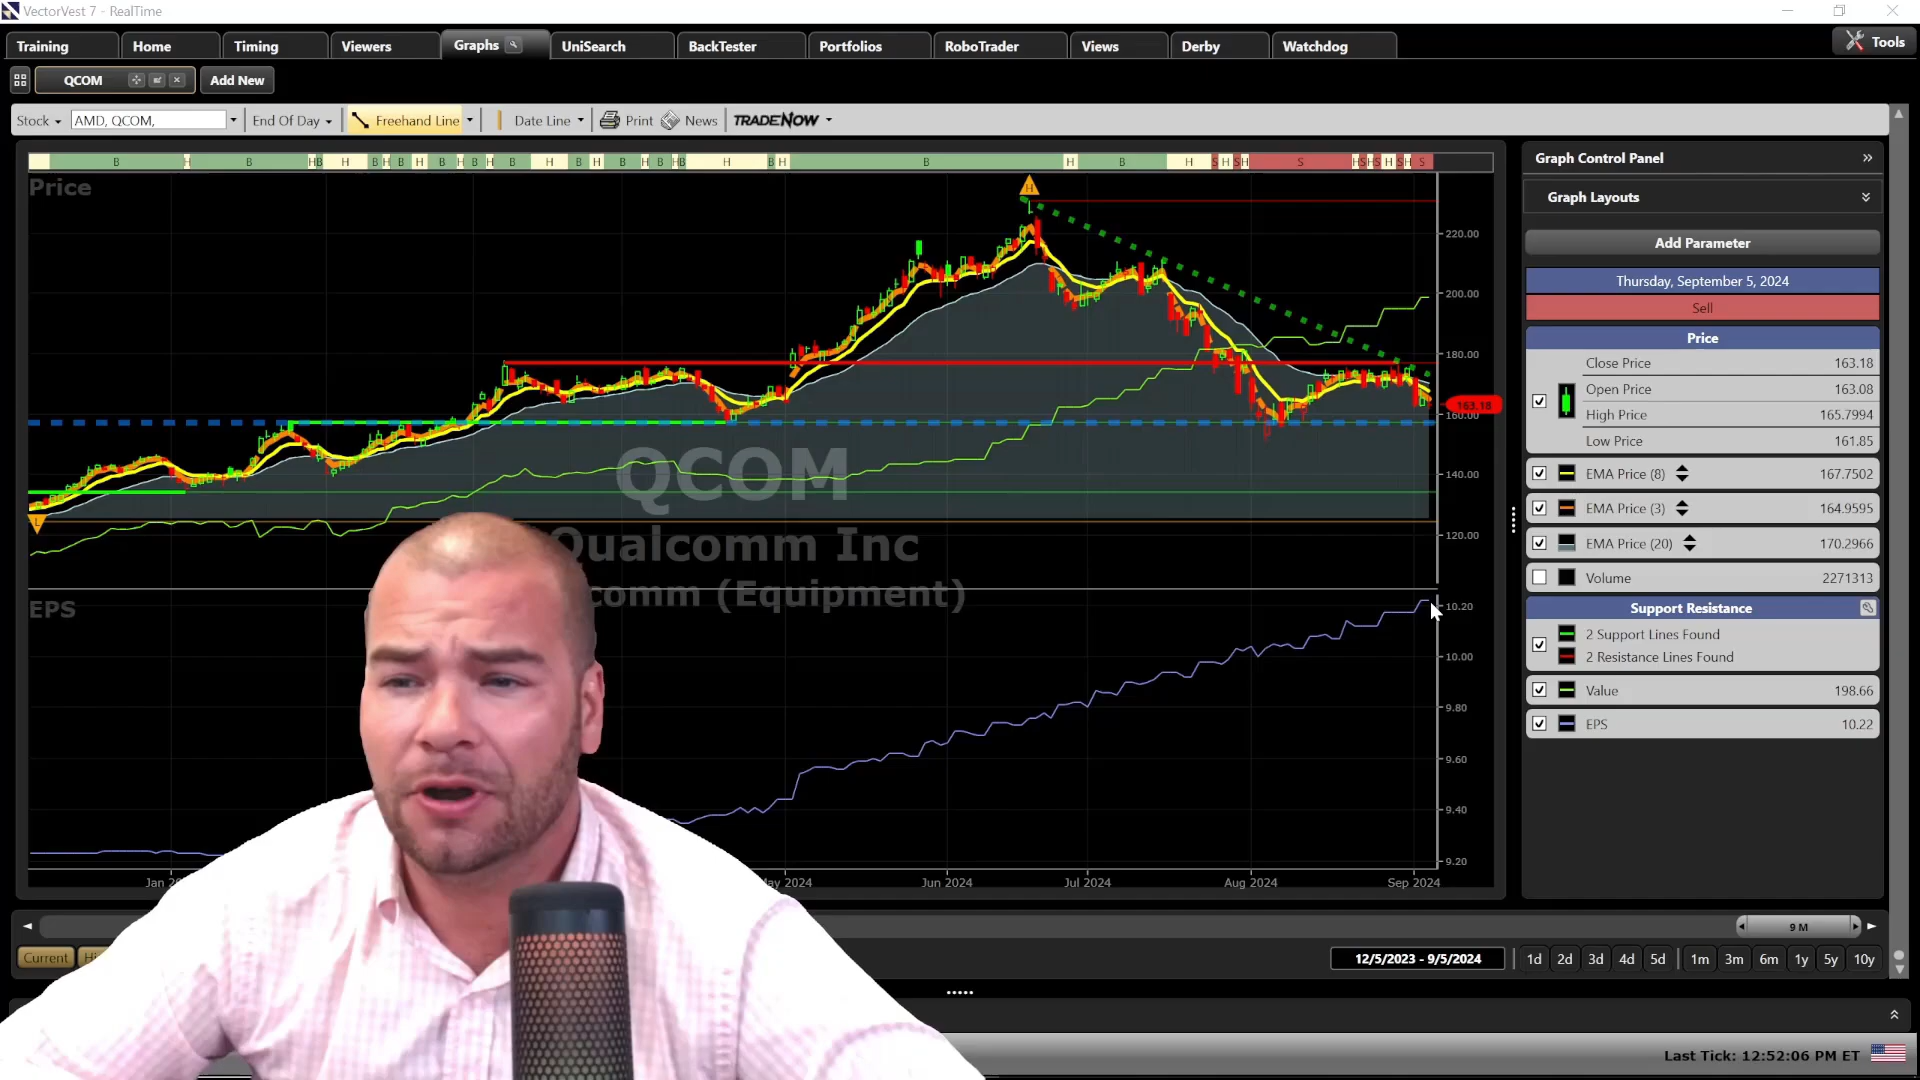 VectorVest 7 - RealTime
Training Home Timing Viewers Graphs UniSearch BackTester Portfolios RoboTrader Views Derby Watchdog Tools
QCOM Add New
Stock AMD, QCOM, End Of Day Freehand Line Date Line Print News TRADENOW
B H B H B H B H B H B H B H B H B H B H B H B H B H B H B H S H S H S H S H S H S H S
Price
H
220.00
200.00
180.00
163.18
160.00
140.00
120.00
L
QCOM
Qualcomm Inc
comm (Equipment)
EPS
10.20
10.00
9.80
9.60
9.40
9.20
Jan 20 May 2024 Jun 2024 Jul 2024 Aug 2024 Sep 2024
Graph Control Panel
Graph Layouts
Add Parameter
Thursday, September 5, 2024
Sell
Price
Close Price 163.18
Open Price 163.08
High Price 165.7994
Low Price 161.85
EMA Price (8) 167.7502
EMA Price (3) 164.9595
EMA Price (20) 170.2966
Volume 2271313
Support Resistance
2 Support Lines Found
2 Resistance Lines Found
Value 198.66
EPS 10.22
9 M
Current Hi
12/5/2023 - 9/5/2024 1d 2d 3d 4d 5d 1m 3m 6m 1y 5y 10y
Last Tick: 12:52:06 PM ET